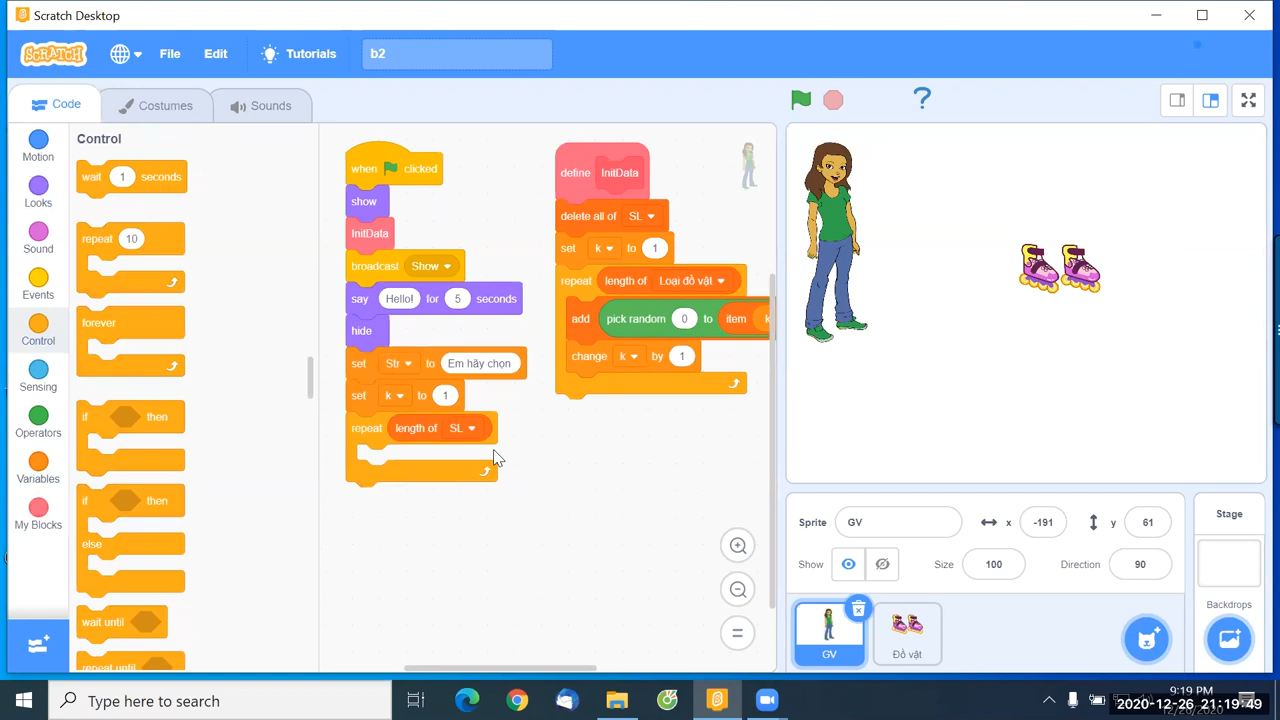 Scratch Desktop
SCRATCH
File
Edit
Tutorials
b2
Code
Costumes
Sounds
?
Motion
Looks
Sound
Events
Control
Sensing
Operators
Variables
My Blocks
Control
wait 1 seconds
repeat 10
forever
if then
if then
else
wait until
repeat until
when clicked
show
InitData
broadcast Show
say Hello! for 5 seconds
hide
set Str to Em hãy chọn
set k to 1
repeat length of SL
define InitData
delete all of SL
set k to 1
repeat length of Loại đồ vật
add pick random 0 to item
change k by 1
Sprite GV
x -191
y 61
Show
Size 100
Direction 90
GV
Đồ vật
Stage
Backdrops
Type here to search
9:19 PM
2020-12-26 21:19:49